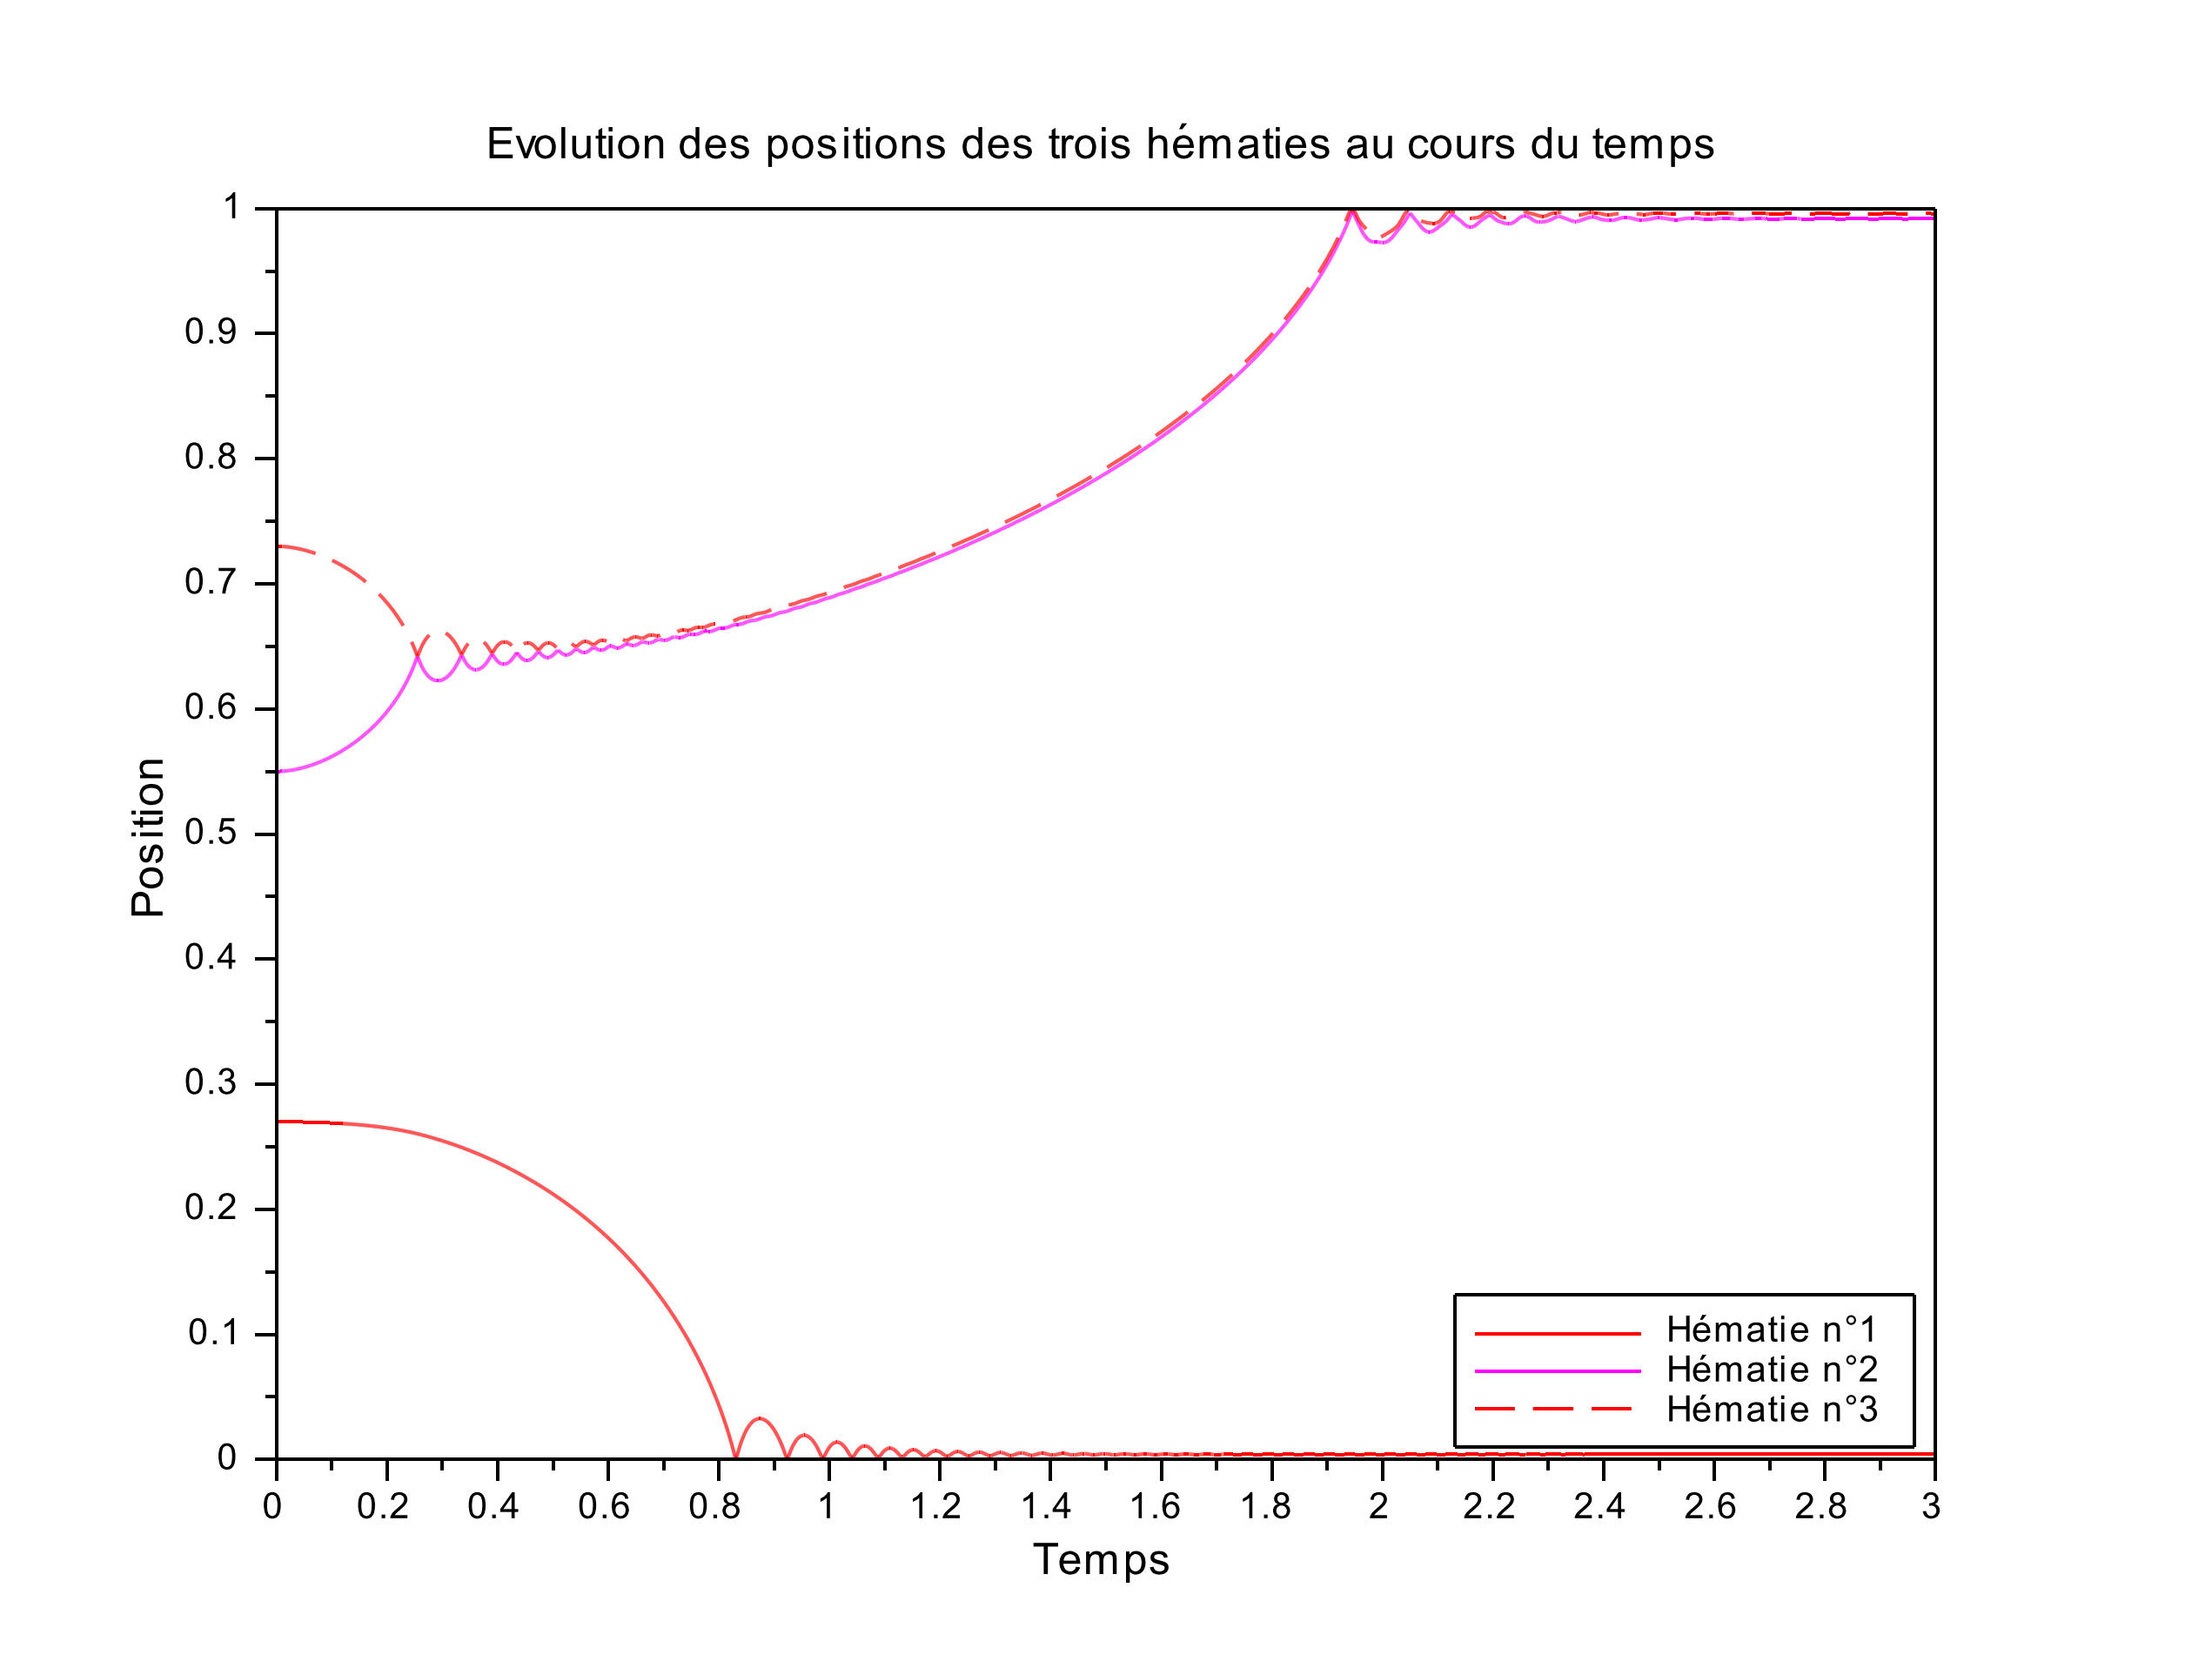 Evolution des positions des trois hématies au cours du temps
1
0.9
0.8
0.7
0.6
0.5
0.4
0.3
0.2
0.1
0
Position
Hématie n°1
Hématie n°2
Hématie n°3
0 0.2 0.4 0.6 0.8 1 1.2 1.4 1.6 1.8 2 2.2 2.4 2.6 2.8 3
Temps